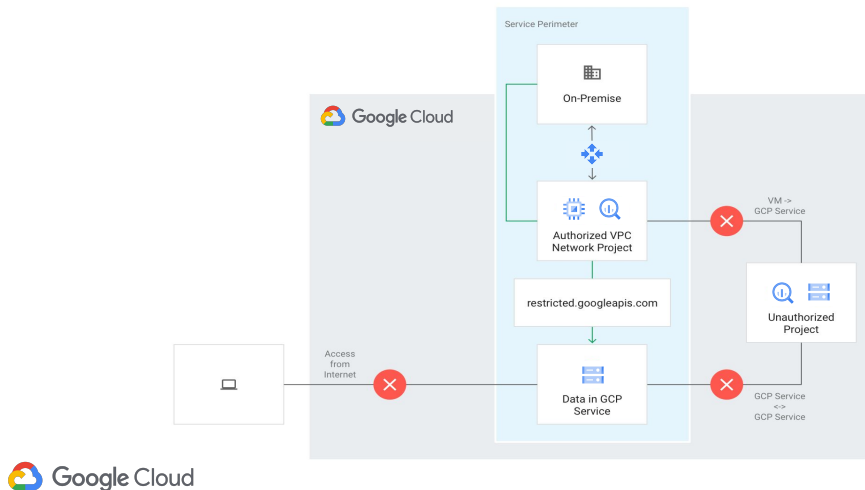 Service Perimeter
On-Premise
Google Cloud
VM ->
GCP Service
Authorized VPC
Network Project
restricted.googleapis.com
Unauthorized
Project
Access
from
Internet
Data in GCP
Service
GCP Service
<->
GCP Service
Google Cloud